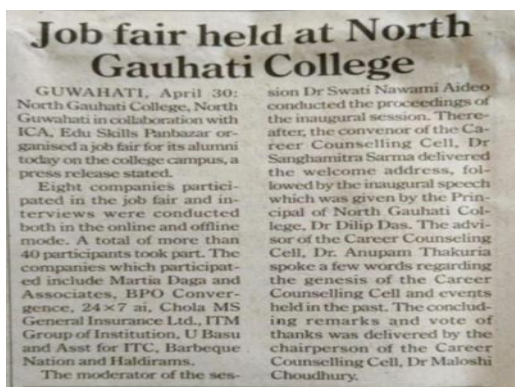 Job fair held at North
Gauhati College
GUWAHATI, April 30:
North Gauhati College, North
Guwahati in collaboration with
ICA, Edu Skills Panbazar or-
ganised a job fair for its alumni
today on the college campus, a
press release stated.
Eight companies partici-
pated in the job fair and in-
terviews were conducted
both in the online and offline
mode. A total of more than
40 participants took part. The
companies which participat-
ed include Martia Daga and
Associates, BPO Conver-
gence, 24×7 ai, Chola MS
General Insurance Ltd., ITM
Group of Institution, U Basu
and Asst for ITC, Barbeque
Nation and Haldirams.
The moderator of the ses-
sion Dr Swati Nawami Aideo
conducted the proceedings of
the inaugural session. There-
after, the convenor of the Ca-
reer Counselling Cell, Dr
Sanghamitra Sarma delivered
the welcome address, fol-
lowed by the inaugural speech
which was given by the Prin-
cipal of North Gauhati Col-
lege, Dr Dilip Das. The advi-
sor of the Career Counseling
Cell, Dr. Anupam Thakuria
spoke a few words regarding
the genesis of the Career
Counselling Cell and events
held in the past. The conclud-
ing remarks and vote of
thanks was delivered by the
chairperson of the Career
Counselling Cell, Dr Maloshi
Choudhury.